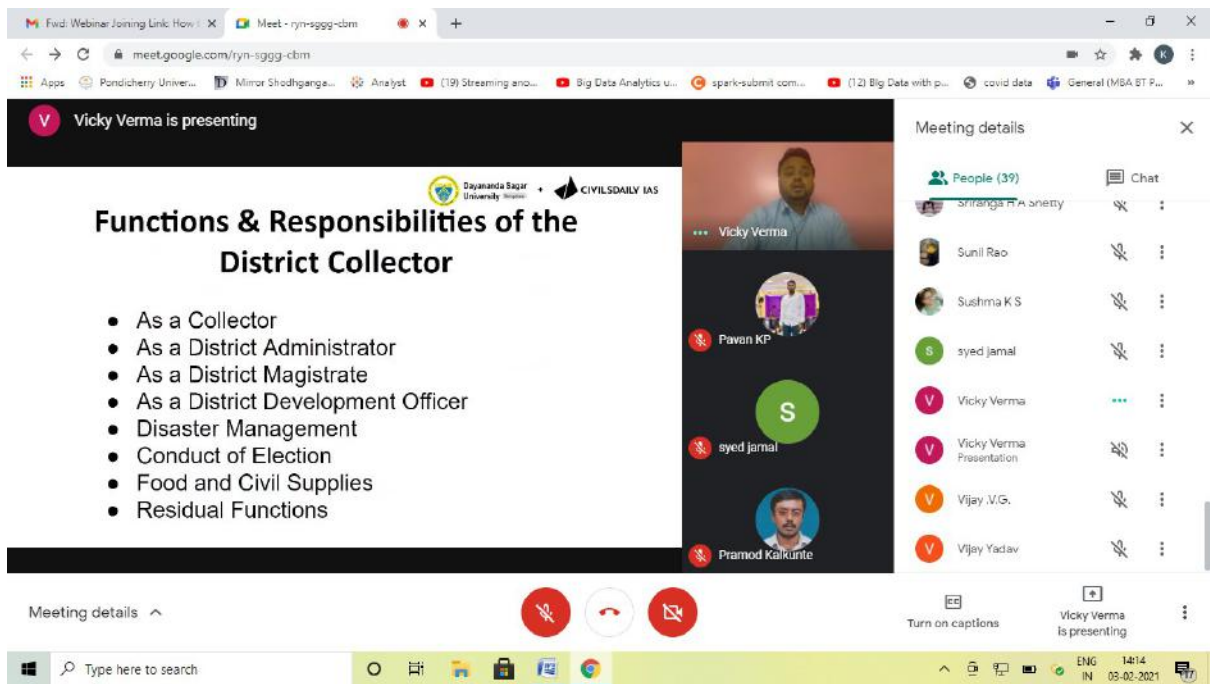 Fwd: Webinar Joining Link: How t
Meet - ryn-sggg-cbm
meet.google.com/ryn-sggg-cbm
K
Apps
Pondicherry Univer...
Mirror Shodhganga...
Analyst
(19) Streaming ano...
Big Data Analytics u...
spark-submit com...
(12) Big Data with p...
covid data
General (MBA BT P...
V
Vicky Verma is presenting
Dayananda Sagar
University
+
CIVILSDAILY IAS
Functions & Responsibilities of the
District Collector
● As a Collector
● As a District Administrator
● As a District Magistrate
● As a District Development Officer
● Disaster Management
● Conduct of Election
● Food and Civil Supplies
● Residual Functions
Vicky Verma
Pavan KP
S
syed jamal
Pramod Kalkunte
Meeting details
People (39)
Chat
Sriranga H A Shetty
Sunil Rao
Sushma K S
S
syed jamal
V
Vicky Verma
V
Vicky Verma
Presentation
V
Vijay .V.G.
V
Vijay Yadav
Meeting details
CC
Turn on captions
Vicky Verma
is presenting
Type here to search
ENG
IN
14:14
03-02-2021
17